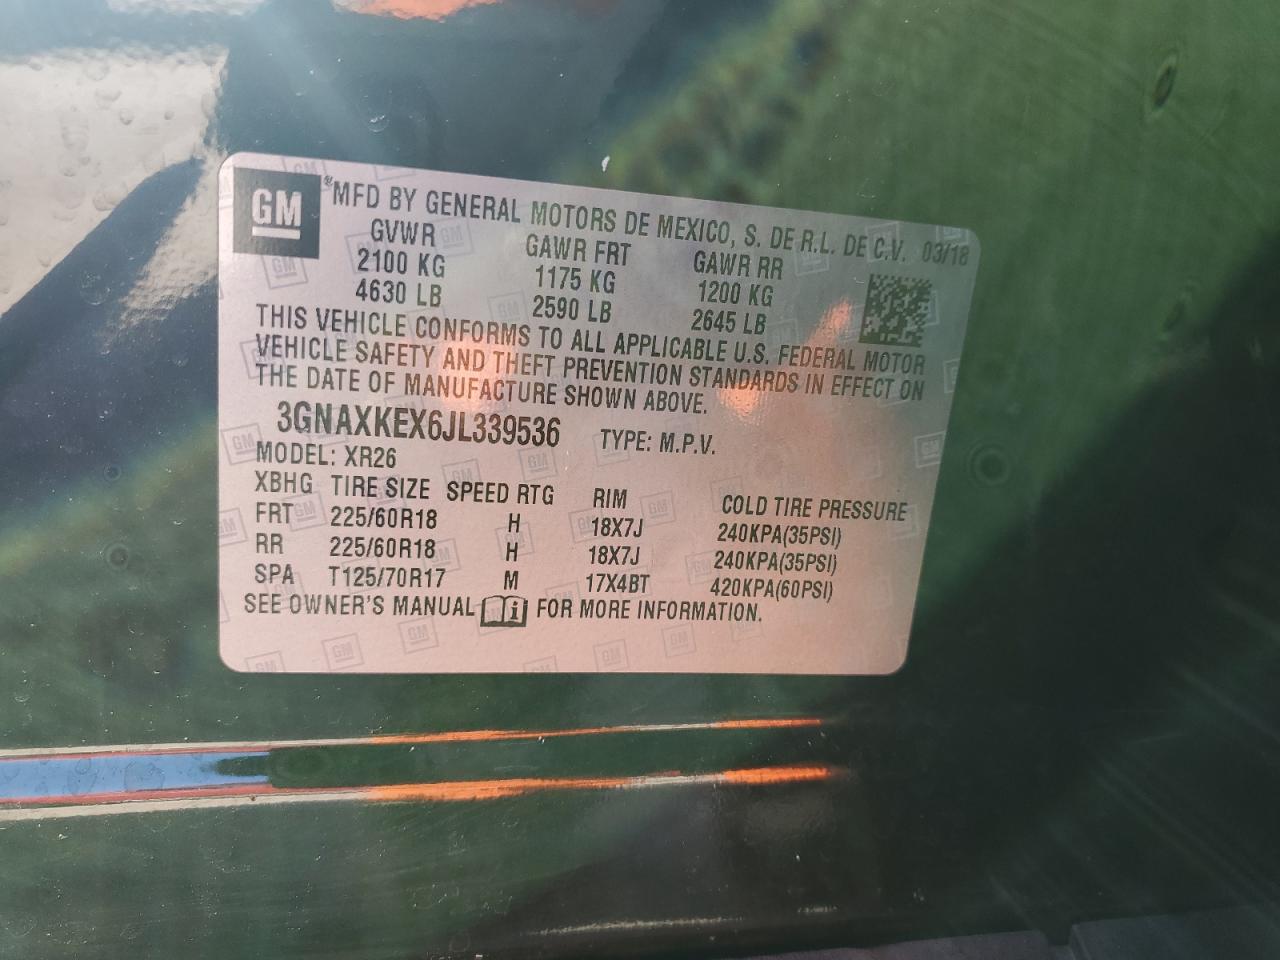 GM ® MFD BY GENERAL MOTORS DE MEXICO, S. DE R.L. DE C.V. 03/18
GVWR GAWR FRT GAWR RR
2100 KG 1175 KG 1200 KG
4630 LB 2590 LB 2645 LB
THIS VEHICLE CONFORMS TO ALL APPLICABLE U.S. FEDERAL MOTOR
VEHICLE SAFETY AND THEFT PREVENTION STANDARDS IN EFFECT ON
THE DATE OF MANUFACTURE SHOWN ABOVE.
3GNAXKEX6JL339536 TYPE: M.P.V.
MODEL: XR26
XBHG TIRE SIZE SPEED RTG RIM COLD TIRE PRESSURE
FRT 225/60R18 H 18X7J 240KPA(35PSI)
RR 225/60R18 H 18X7J 240KPA(35PSI)
SPA T125/70R17 M 17X4BT 420KPA(60PSI)
SEE OWNER'S MANUAL i FOR MORE INFORMATION.